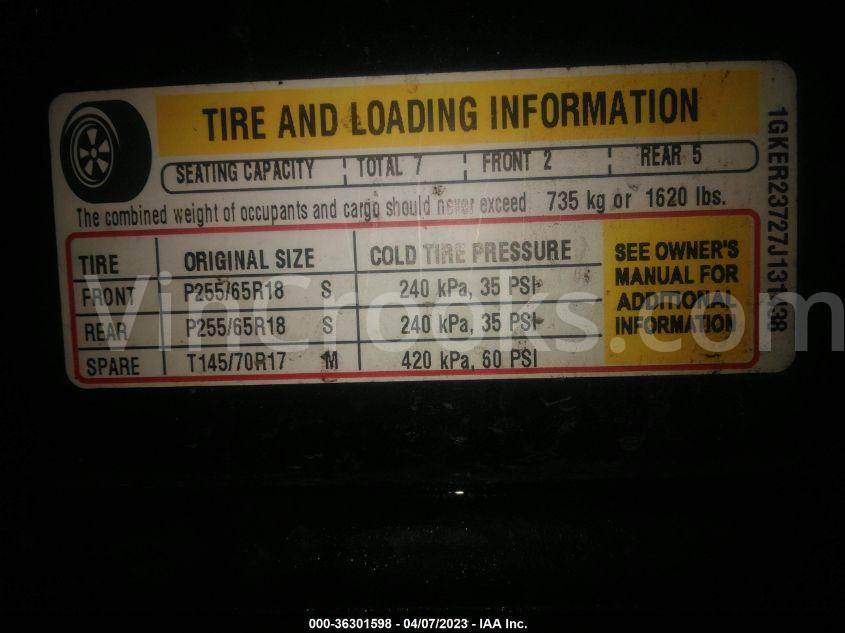 TIRE AND LOADING INFORMATION
SEATING CAPACITY TOTAL 7 FRONT 2 REAR 5
The combined weight of occupants and cargo should never exceed 735 kg or 1620 lbs.
TIRE ORIGINAL SIZE COLD TIRE PRESSURE
FRONT P255/65R18 S 240 kPa, 35 PSI
REAR P255/65R18 S 240 kPa, 35 PSI
SPARE T145/70R17 M 420 kPa, 60 PSI
SEE OWNER'S
MANUAL FOR
ADDITIONAL
INFORMATION
VinCrooks.com
000-36301598 - 04/07/2023 - IAA Inc.